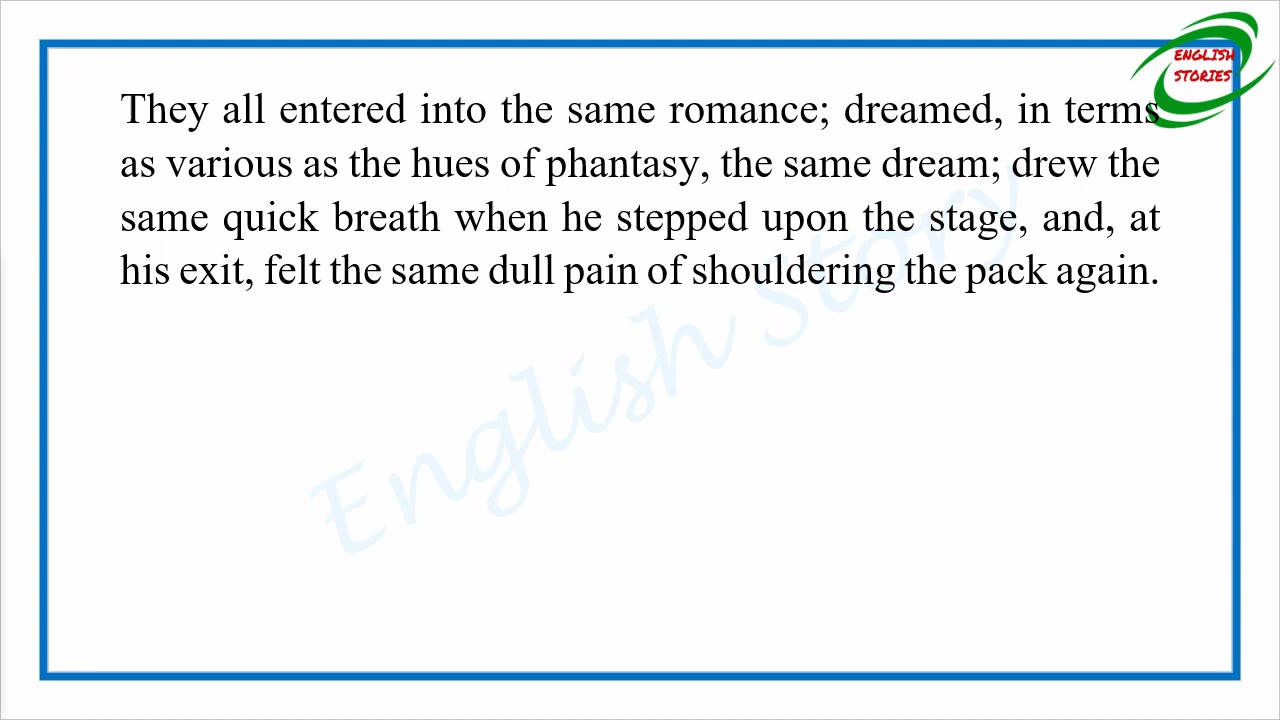 ENGLISH
STORIES
They all entered into the same romance; dreamed, in terms
as various as the hues of phantasy, the same dream; drew the
same quick breath when he stepped upon the stage, and, at
his exit, felt the same dull pain of shouldering the pack again.
English Story